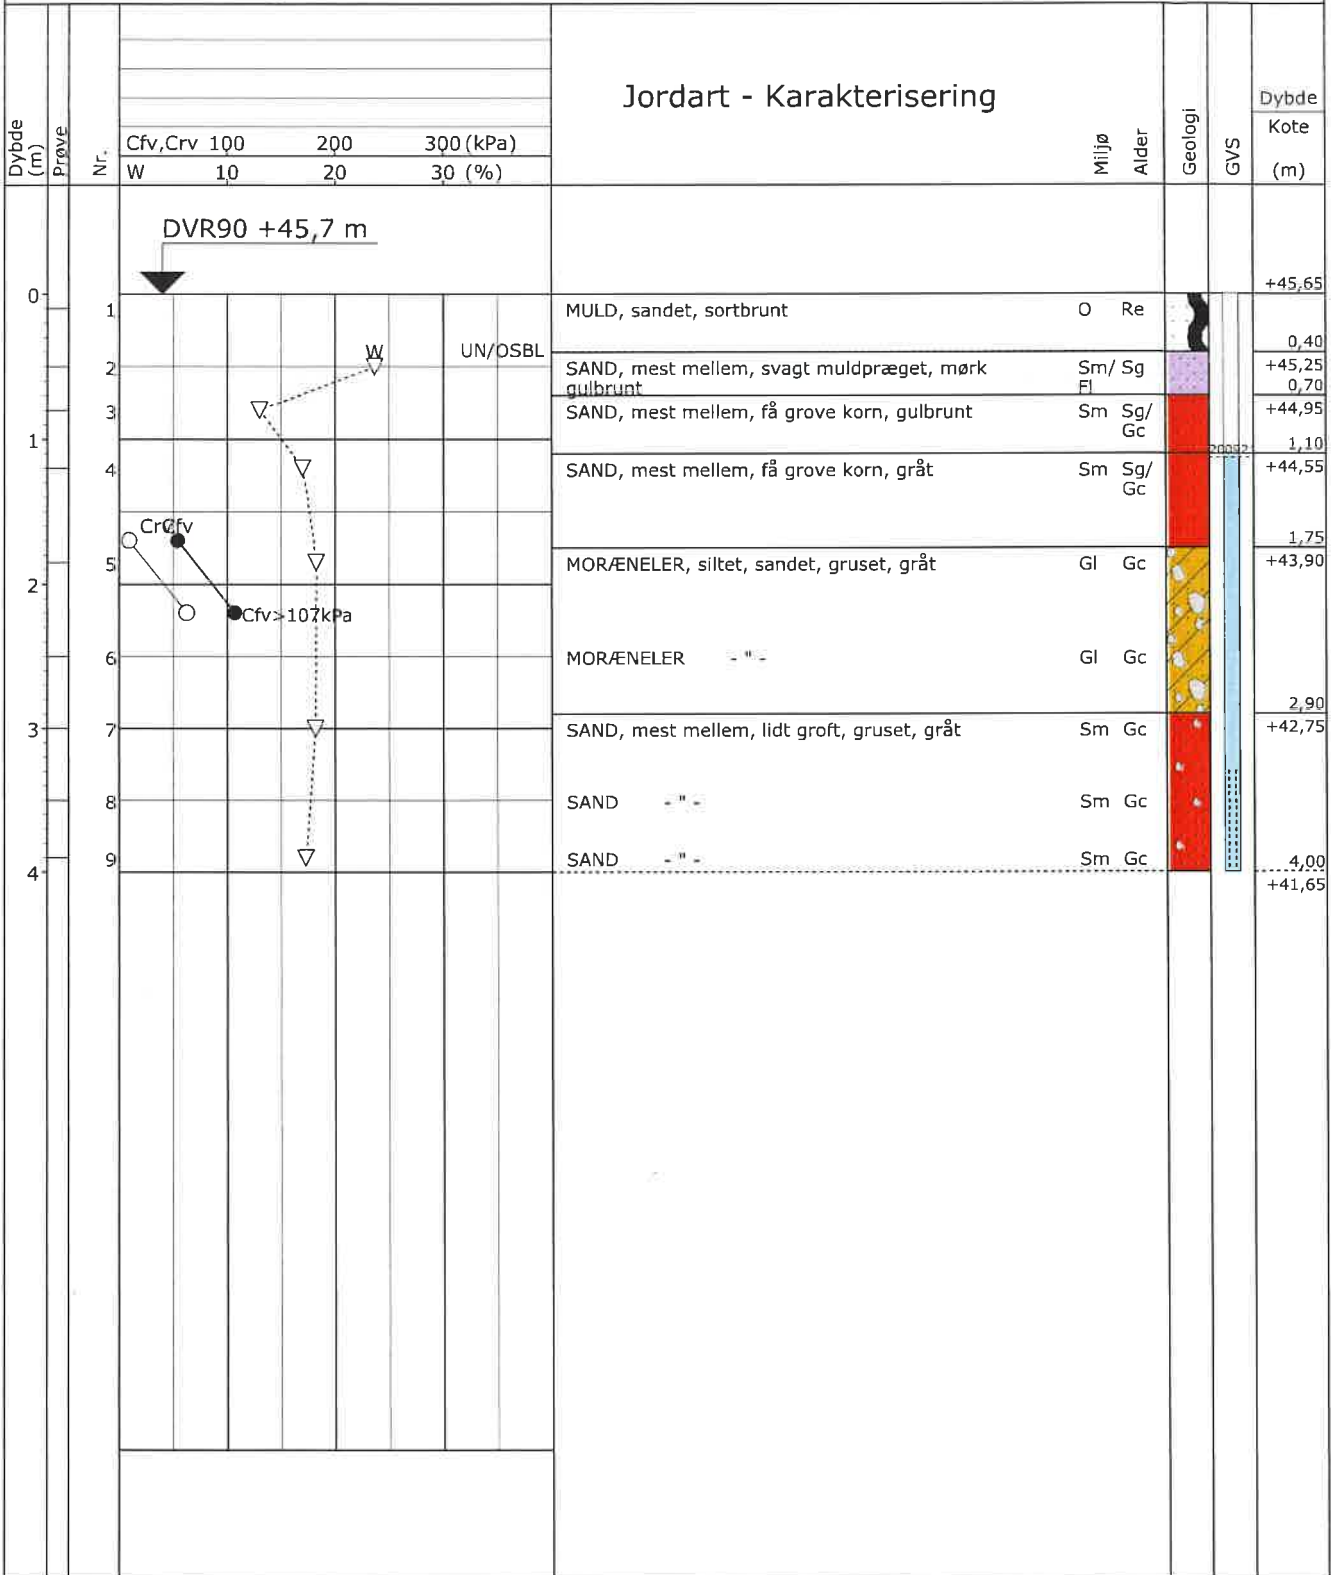 Jordart - Karakterisering
Dybde (m)
Prøve
Nr.
Cfv,Crv 100 200 300 (kPa)
W 10 20 30 (%)
Miljø
Alder
Geologi
GVS
Dybde
Kote
(m)
DVR90 +45,7 m
+45,65
0
1 MULD, sandet, sortbrunt O Re
0,40
W UN/OSBL
2 SAND, mest mellem, svagt muldpræget, mørk Sm/ Sg +45,25
gulbrunt Fl 0,70
3 SAND, mest mellem, få grove korn, gulbrunt Sm Sg/ +44,95
Gc
1 1,10
4 SAND, mest mellem, få grove korn, gråt Sm Sg/ +44,55
Gc
Cfv
1,75
5 MORÆNELER, siltet, sandet, gruset, gråt Gl Gc +43,90
2
Cfv>107kPa
6 MORÆNELER - " - Gl Gc
2,90
3 7 SAND, mest mellem, lidt groft, gruset, gråt Sm Gc +42,75
8 SAND - " - Sm Gc
9 SAND - " - Sm Gc 4,00
4 +41,65